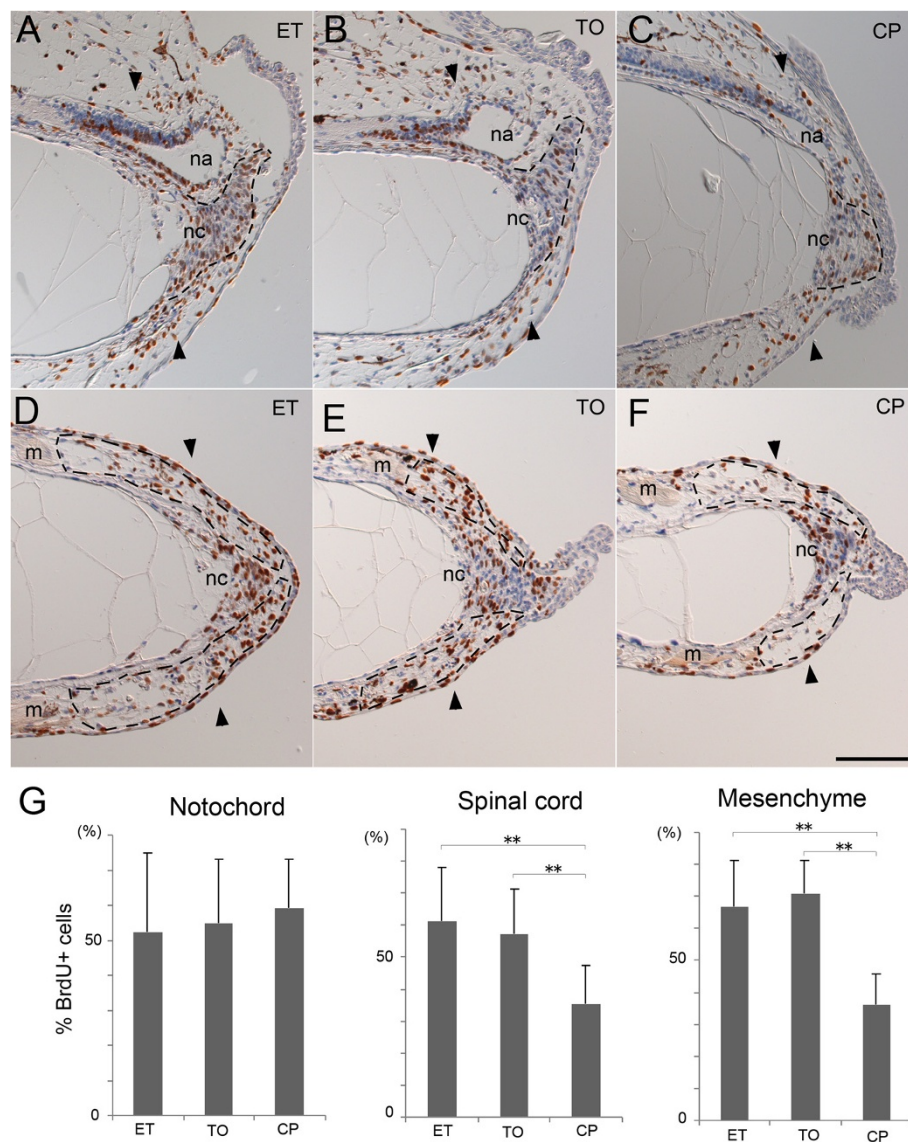 A ET
B TO
C CP
na
na
na
nc
nc
nc
D ET
E TO
F CP
m
m
m
nc
nc
nc
m
m
G
Notochord
Spinal cord
Mesenchyme
(%)
(%)
(%)
**
**
**
**
% BrdU+ cells
50
50
50
0
0
0
ET TO CP
ET TO CP
ET TO CP